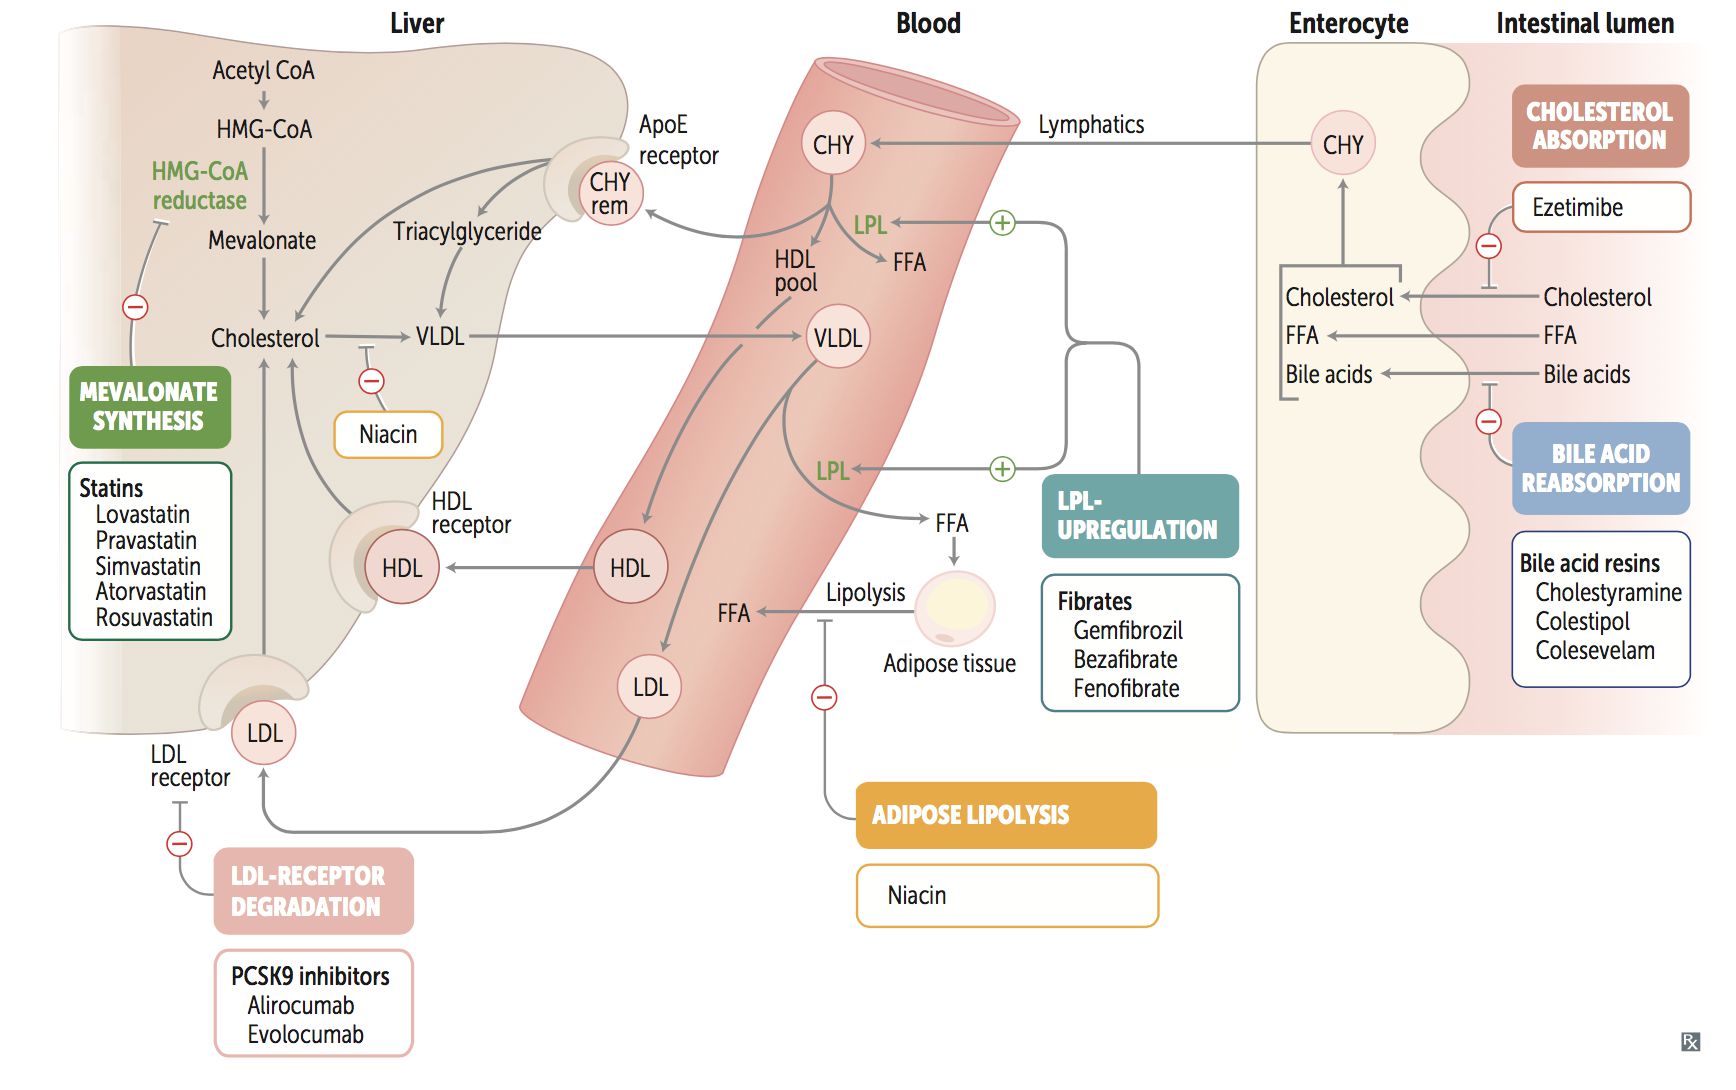 Liver
Blood
Enterocyte
Intestinal lumen
Acetyl CoA
HMG-CoA
HMG-CoA
reductase
Mevalonate
Cholesterol
VLDL
Triacylglyceride
ApoE
receptor
CHY
rem
MEVALONATE
SYNTHESIS
Statins
Lovastatin
Pravastatin
Simvastatin
Atorvastatin
Rosuvastatin
Niacin
HDL
receptor
HDL
LDL
LDL
receptor
LDL-RECEPTOR
DEGRADATION
PCSK9 inhibitors
Alirocumab
Evolocumab
CHY
Lymphatics
LPL
HDL
pool
FFA
VLDL
LPL
FFA
HDL
Lipolysis
FFA
Adipose tissue
LDL
LPL-
UPREGULATION
Fibrates
Gemfibrozil
Bezafibrate
Fenofibrate
ADIPOSE LIPOLYSIS
Niacin
CHY
Cholesterol
FFA
Bile acids
CHOLESTEROL
ABSORPTION
Ezetimibe
Cholesterol
FFA
Bile acids
BILE ACID
REABSORPTION
Bile acid resins
Cholestyramine
Colestipol
Colesevelam
Rx